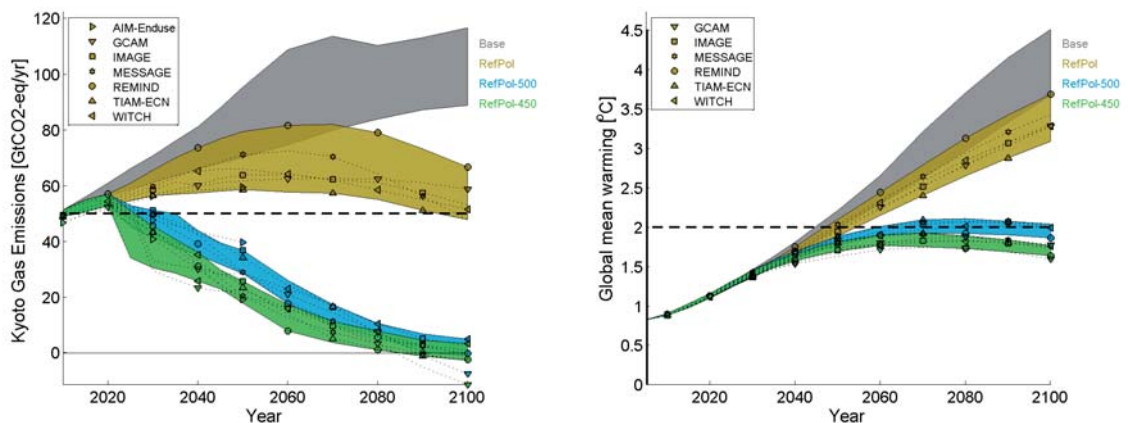 120
100
80
60
40
20
0
Kyoto Gas Emissions [GtCO2-eq/yr]
AIM-Enduse
GCAM
IMAGE
MESSAGE
REMIND
TIAM-ECN
WITCH
Base
RefPol
RefPol-500
RefPol-450
2020 2040 2060 2080 2100
Year
4.5
4
3.5
3
2.5
2
1.5
1
0.5
0
Global mean warming [°C]
GCAM
IMAGE
MESSAGE
REMIND
TIAM-ECN
WITCH
Base
RefPol
RefPol-500
RefPol-450
2020 2040 2060 2080 2100
Year